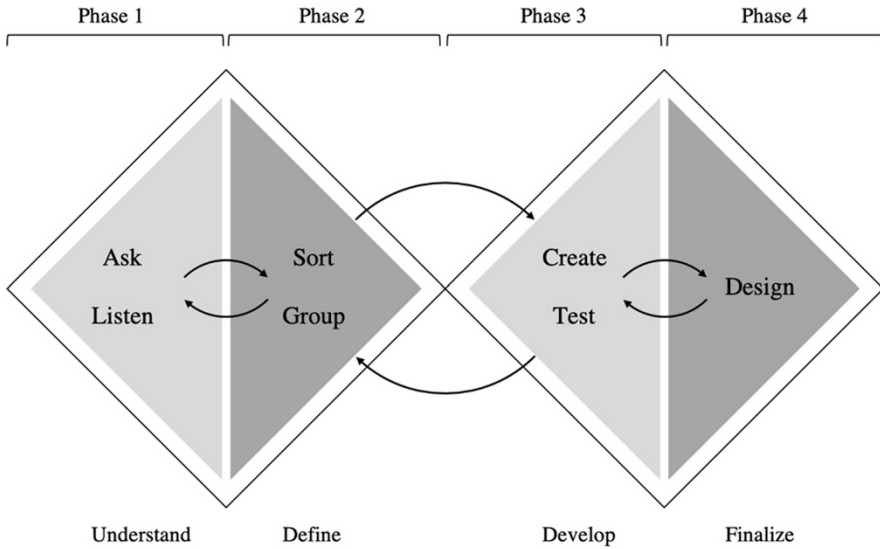 Phase 1
Phase 2
Phase 3
Phase 4
Ask
Listen
Sort
Group
Create
Test
Design
Understand
Define
Develop
Finalize